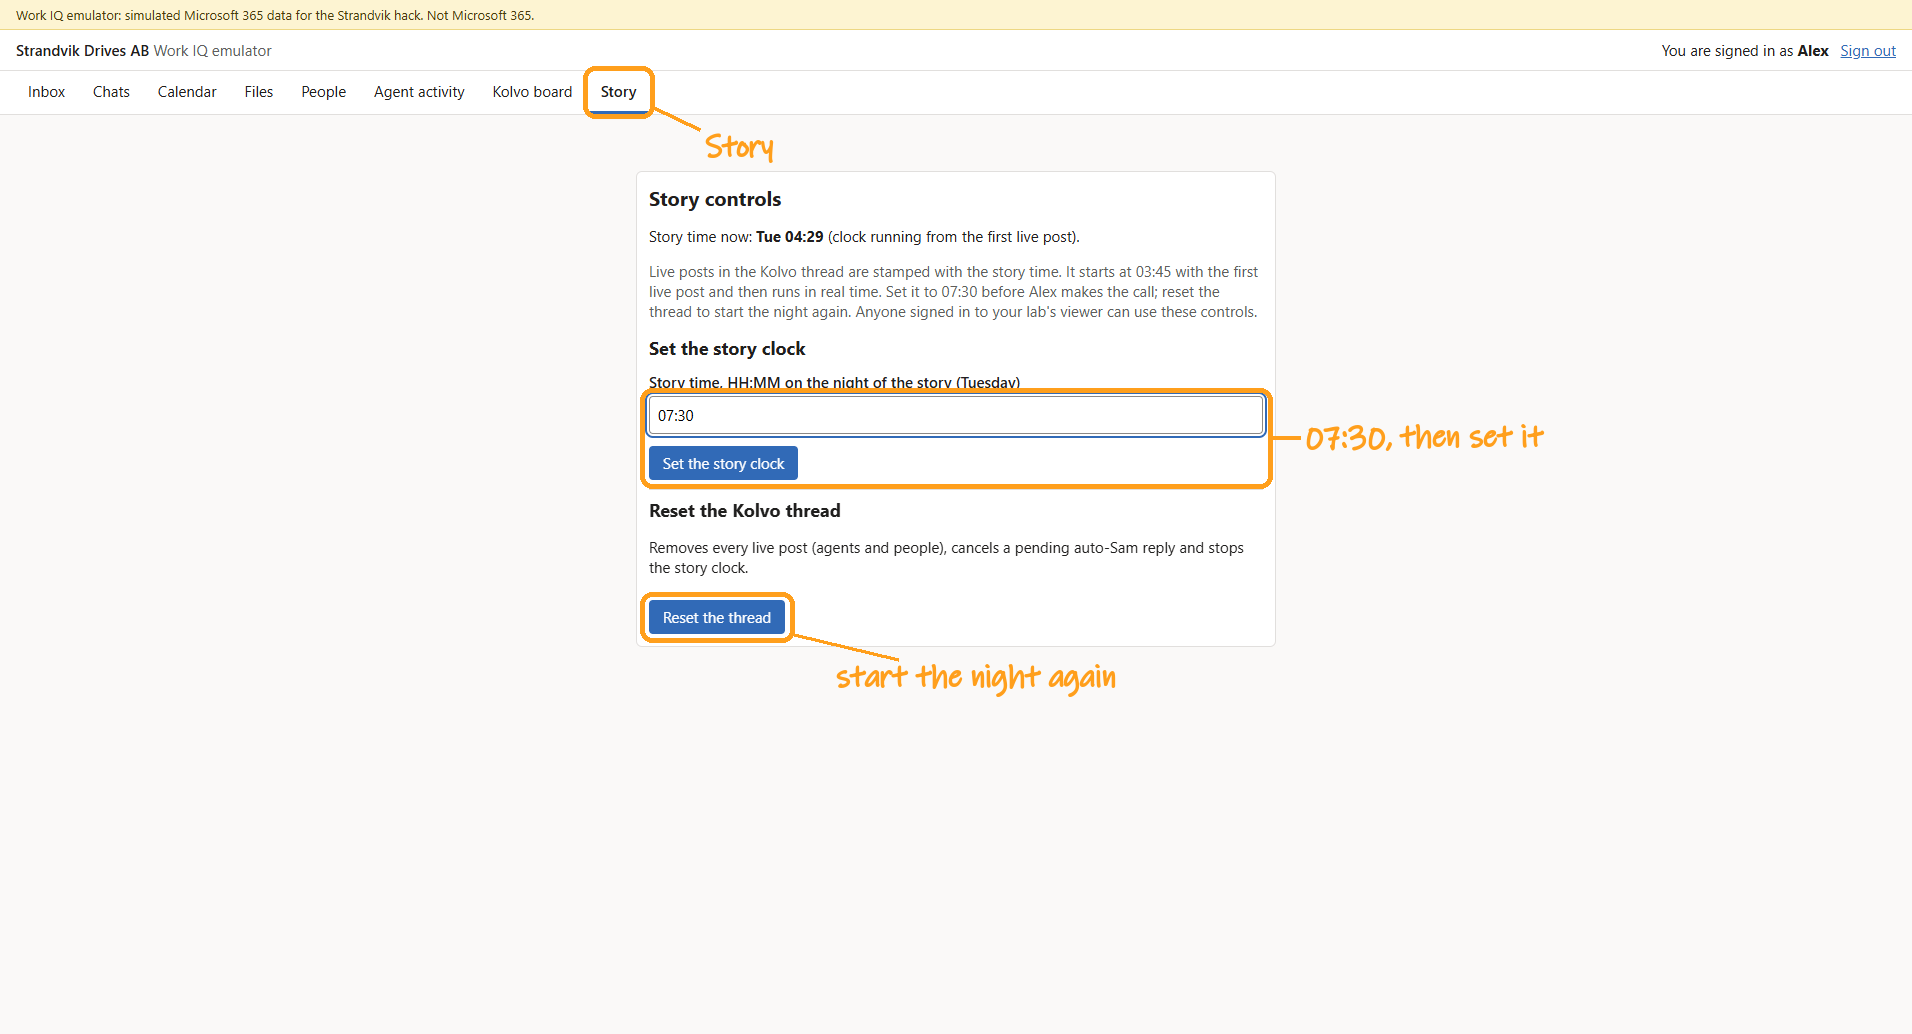 Work IQ emulator: simulated Microsoft 365 data for the Strandvik hack. Not Microsoft 365.
Strandvik Drives AB Work IQ emulator
You are signed in as Alex Sign out
Inbox Chats Calendar Files People Agent activity Kolvo board Story
Story
Story controls
Story time now: Tue 04:29 (clock running from the first live post).
Live posts in the Kolvo thread are stamped with the story time. It starts at 03:45 with the first
live post and then runs in real time. Set it to 07:30 before Alex makes the call; reset the
thread to start the night again. Anyone signed in to your lab's viewer can use these controls.
Set the story clock
Story time, HH:MM on the night of the story (Tuesday)
07:30
07:30, then set it
Set the story clock
Reset the Kolvo thread
Removes every live post (agents and people), cancels a pending auto-Sam reply and stops
the story clock.
Reset the thread
start the night again